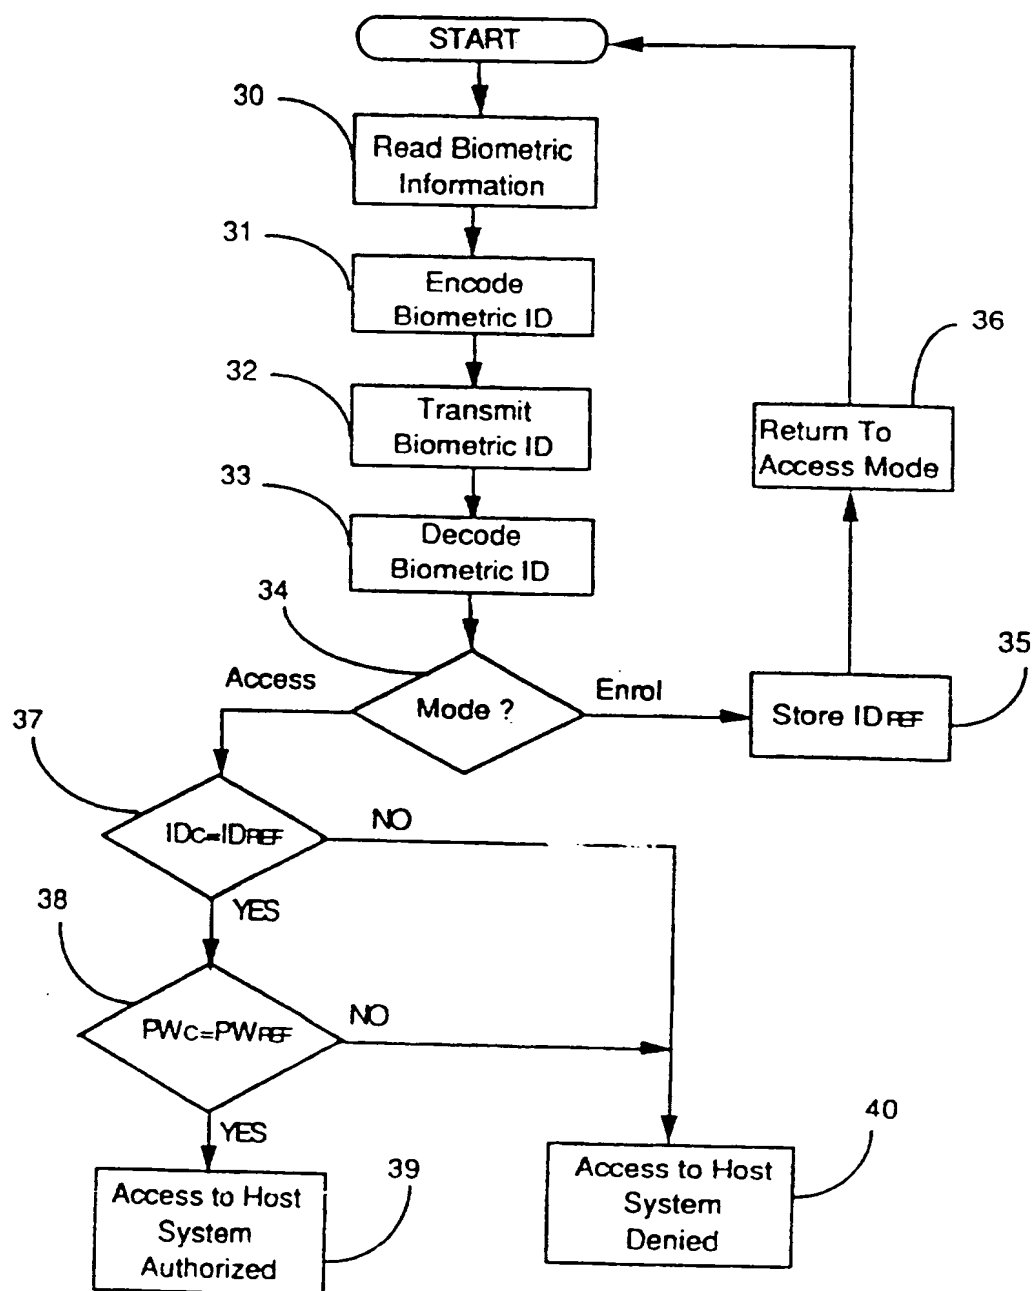 START
30
Read Biometric
Information
31
Encode
Biometric ID
36
32
Transmit
Biometric ID
Return To
Access Mode
33
Decode
Biometric ID
34
35
Access
Mode ?
Enrol
Store IDREF
37
IDC=IDREF
NO
YES
38
PWC=PWREF
NO
YES
40
39
Access to Host
System
Authorized
Access to Host
System
Denied